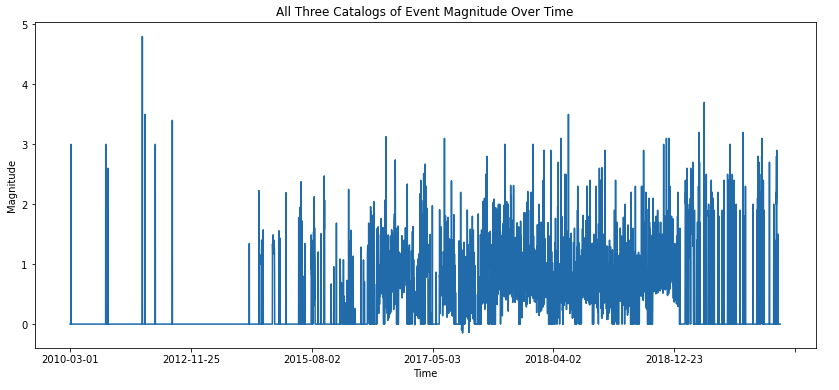 All Three Catalogs of Event Magnitude Over Time
5
4
3
2
1
0
Magnitude
2010-03-01 2012-11-25 2015-08-02 2017-05-03 2018-04-02 2018-12-23
Time